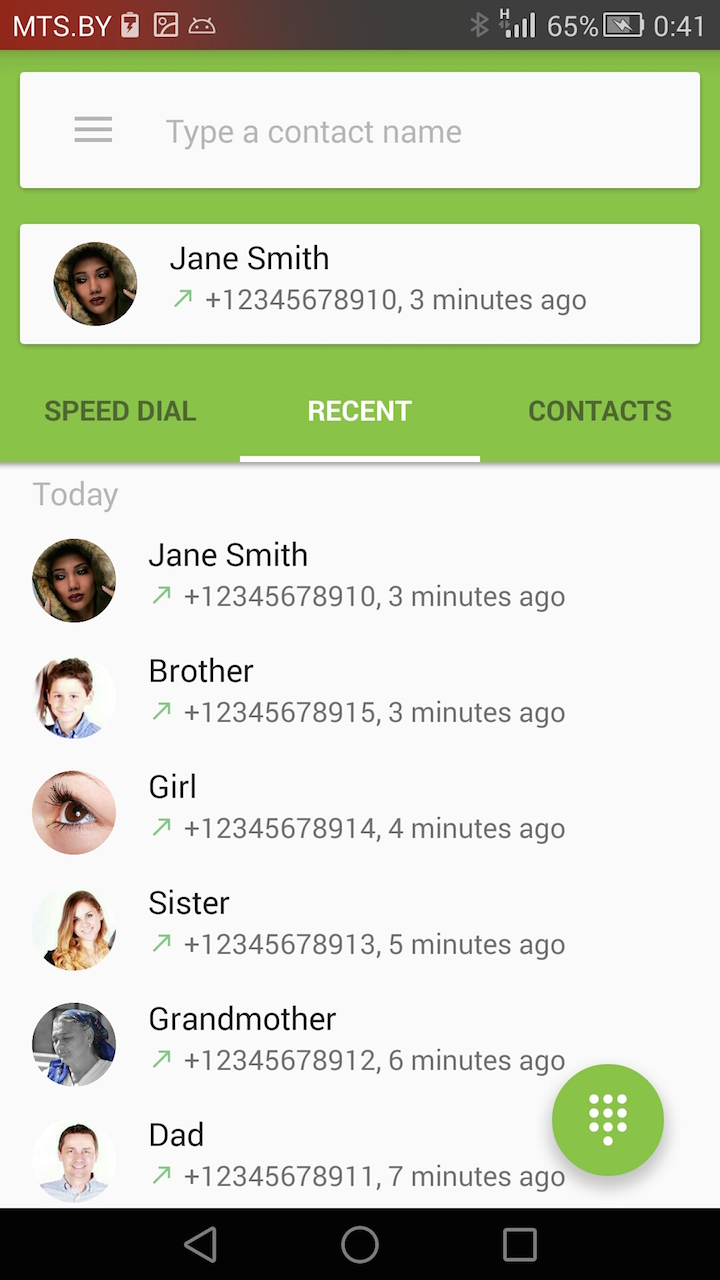 MTS.BY H 65% 0:41
Type a contact name
Jane Smith
+12345678910, 3 minutes ago
SPEED DIAL RECENT CONTACTS
Today
Jane Smith
+12345678910, 3 minutes ago
Brother
+12345678915, 3 minutes ago
Girl
+12345678914, 4 minutes ago
Sister
+12345678913, 5 minutes ago
Grandmother
+12345678912, 6 minutes ago
Dad
+12345678911, 7 minutes ago